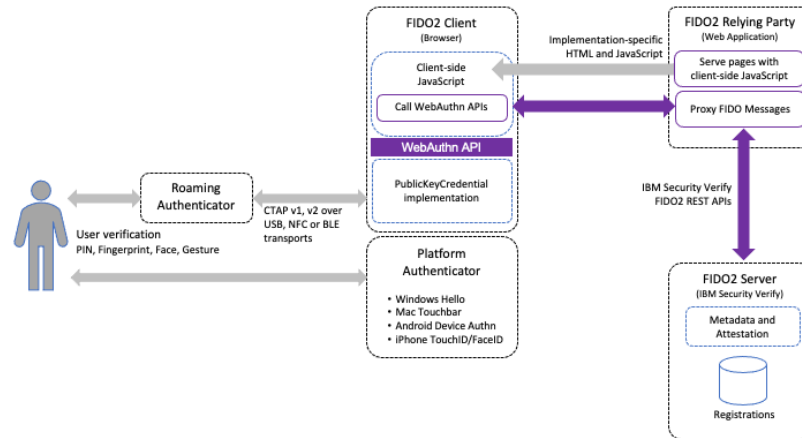 FIDO2 Client
(Browser)
Client-side
JavaScript
Call WebAuthn APIs
WebAuthn API
PublicKeyCredential
implementation
Implementation-specific
HTML and JavaScript
FIDO2 Relying Party
(Web Application)
Serve pages with
client-side JavaScript
Proxy FIDO Messages
IBM Security Verify
FIDO2 REST APIs
Roaming
Authenticator
User verification
PIN, Fingerprint, Face, Gesture
CTAP v1, v2 over
USB, NFC or BLE
transports
Platform
Authenticator
• Windows Hello
• Mac Touchbar
• Android Device Authn
• iPhone TouchID/FaceID
FIDO2 Server
(IBM Security Verify)
Metadata and
Attestation
Registrations